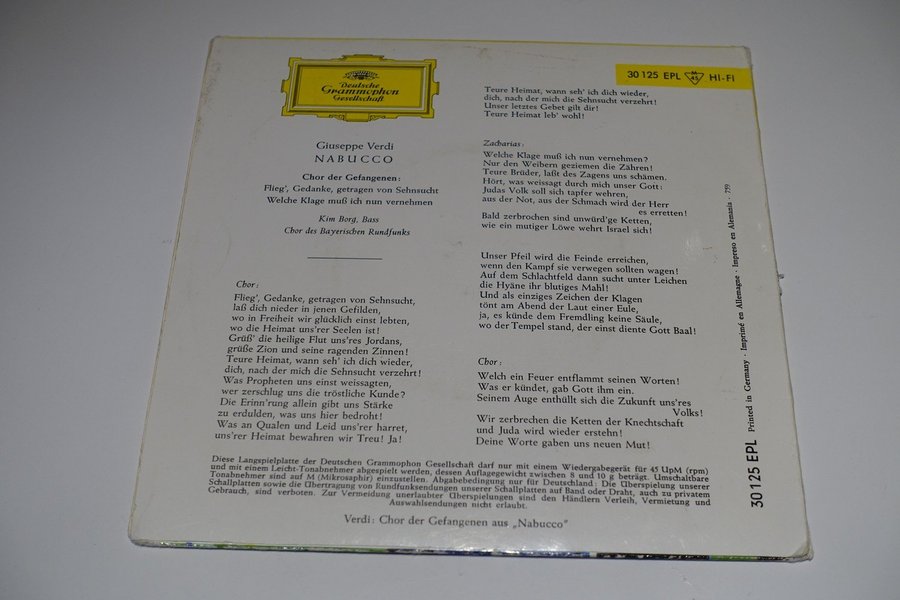 Deutsche
Grammophon
Gesellschaft
Giuseppe Verdi
NABUCCO
Chor der Gefangenen:
Flieg', Gedanke, getragen von Sehnsucht
Welche Klage muß ich nun vernehmen
Kim Borg, Bass
Chor des Bayerischen Rundfunks
Chor:
Flieg', Gedanke, getragen von Sehnsucht,
laß dich nieder in jenen Gefilden,
wo in Freiheit wir glücklich einst lebten,
wo die Heimat uns'rer Seelen ist!
Grüß' die heilige Flut uns'res Jordans,
grüße Zion und seine ragenden Zinnen!
Teure Heimat, wann seh' ich dich wieder,
dich, nach der mich die Sehnsucht verzehrt!
Was Propheten uns einst weissagten,
wer zerschlug uns die tröstliche Kunde?
Die Erinn'rung allein gibt uns Stärke
zu erdulden, was uns hier bedroht!
Was an Qualen und Leid uns'rer harret,
uns'rer Heimat bewahren wir Treu! Ja!
30 125 EPL M 45 HI-FI
Teure Heimat, wann seh' ich dich wieder,
dich, nach der mich die Sehnsucht verzehrt!
Unser letztes Gebet gilt dir!
Teure Heimat leb' wohl!
Zacharias:
Welche Klage muß ich nun vernehmen?
Nur den Weibern geziemen die Zähren!
Teure Brüder, laßt des Zagens uns schämen.
Hört, was weissagt durch mich unser Gott:
Judas Volk soll sich tapfer wehren,
aus der Not, aus der Schmach wird der Herr
es erretten!
Bald zerbrochen sind unwürd'ge Ketten,
wie ein mutiger Löwe wehrt Israel sich!
Unser Pfeil wird die Feinde erreichen,
wenn den Kampf sie verwegen sollten wagen!
Auf dem Schlachtfeld dann sucht unter Leichen
die Hyäne ihr blutiges Mahl!
Und als einziges Zeichen der Klagen
tönt am Abend der Laut einer Eule,
ja, es künde dem Fremdling keine Säule,
wo der Tempel stand, der einst diente Gott Baal!
Chor:
Welch ein Feuer entflammt seinen Worten!
Was er kündet, gab Gott ihm ein.
Seinem Auge enthüllt sich die Zukunft uns'res
Volks!
Wir zerbrechen die Ketten der Knechtschaft
und Juda wird wieder erstehn!
Deine Worte gaben uns neuen Mut!
30 125 EPL Printed in Germany · Imprimé en Allemagne · Impreso en Alemania · 759
Diese Langspielplatte der Deutschen Grammophon Gesellschaft darf nur mit einem Wiedergabegerät für 45 UpM (rpm)
und mit einem Leicht-Tonabnehmer abgespielt werden, dessen Auflagegewicht zwischen 8 und 10 g beträgt. Umschaltbare
Tonabnehmer sind auf M (Mikrosaphir) einzustellen. Abgabebedingung nur für Deutschland: Die Überspielung unserer
Schallplatten sowie die Übertragung von Rundfunksendungen unserer Schallplatten auf Band oder Draht, auch zu privatem
Gebrauch, sind verboten. Zur Vermeidung unerlaubter Überspielungen sind den Händlern Verleih, Vermietung und
Auswahlsendungen nicht erlaubt.
Verdi: Chor der Gefangenen aus „Nabucco"